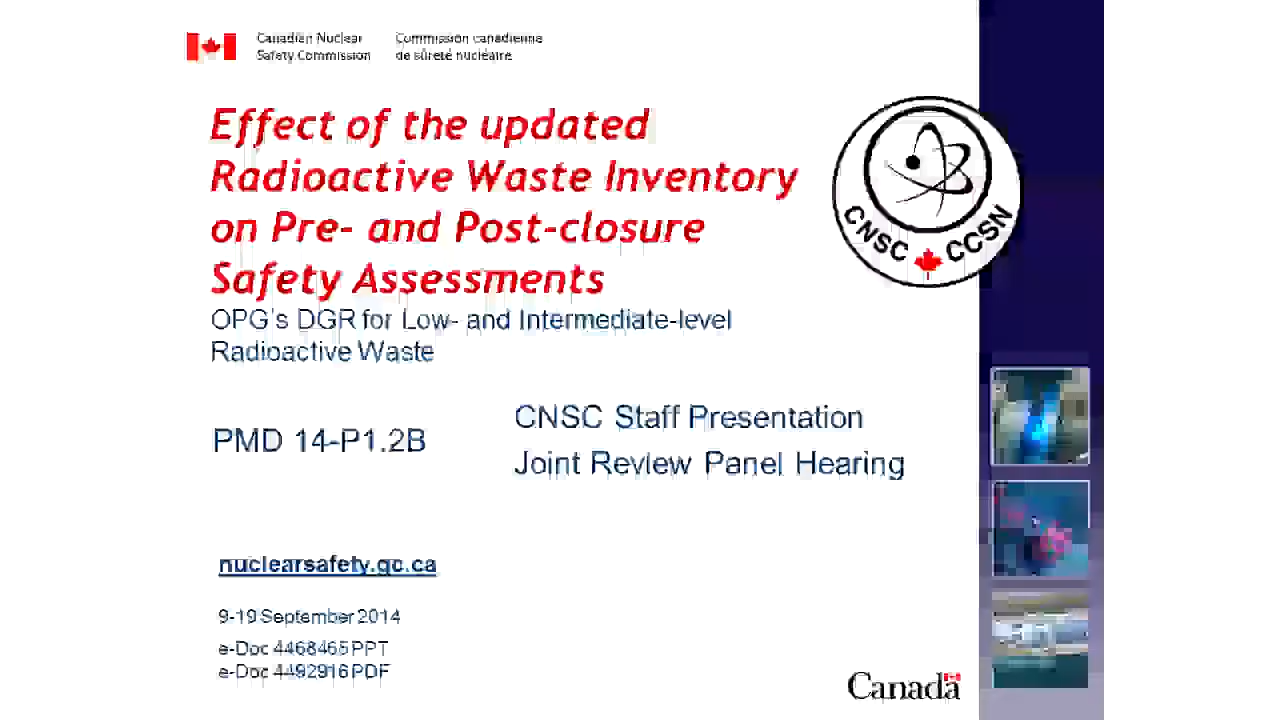 Canadian Nuclear
Safety Commission
Commission canadienne
de sûreté nucléaire
Effect of the updated
Radioactive Waste Inventory
on Pre- and Post-closure
Safety Assessments
OPG's DGR for Low- and Intermediate-level
Radioactive Waste
CNSC CCSN
PMD 14-P1.2B
CNSC Staff Presentation
Joint Review Panel Hearing
nuclearsafety.gc.ca
9-19 September 2014
e-Doc 4468465 PPT
e-Doc 4492916 PDF
Canada